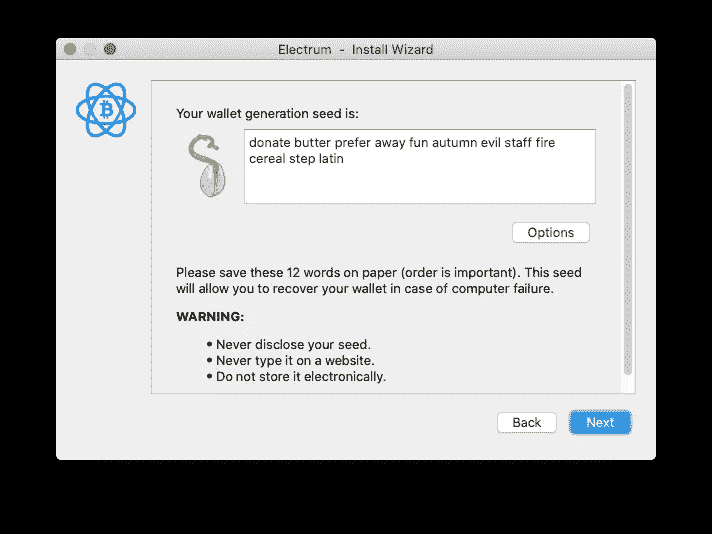 Electrum - Install Wizard
Your wallet generation seed is:
donate butter prefer away fun autumn evil staff fire
cereal step latin
Options
Please save these 12 words on paper (order is important). This seed
will allow you to recover your wallet in case of computer failure.
WARNING:
• Never disclose your seed.
• Never type it on a website.
• Do not store it electronically.
Back
Next